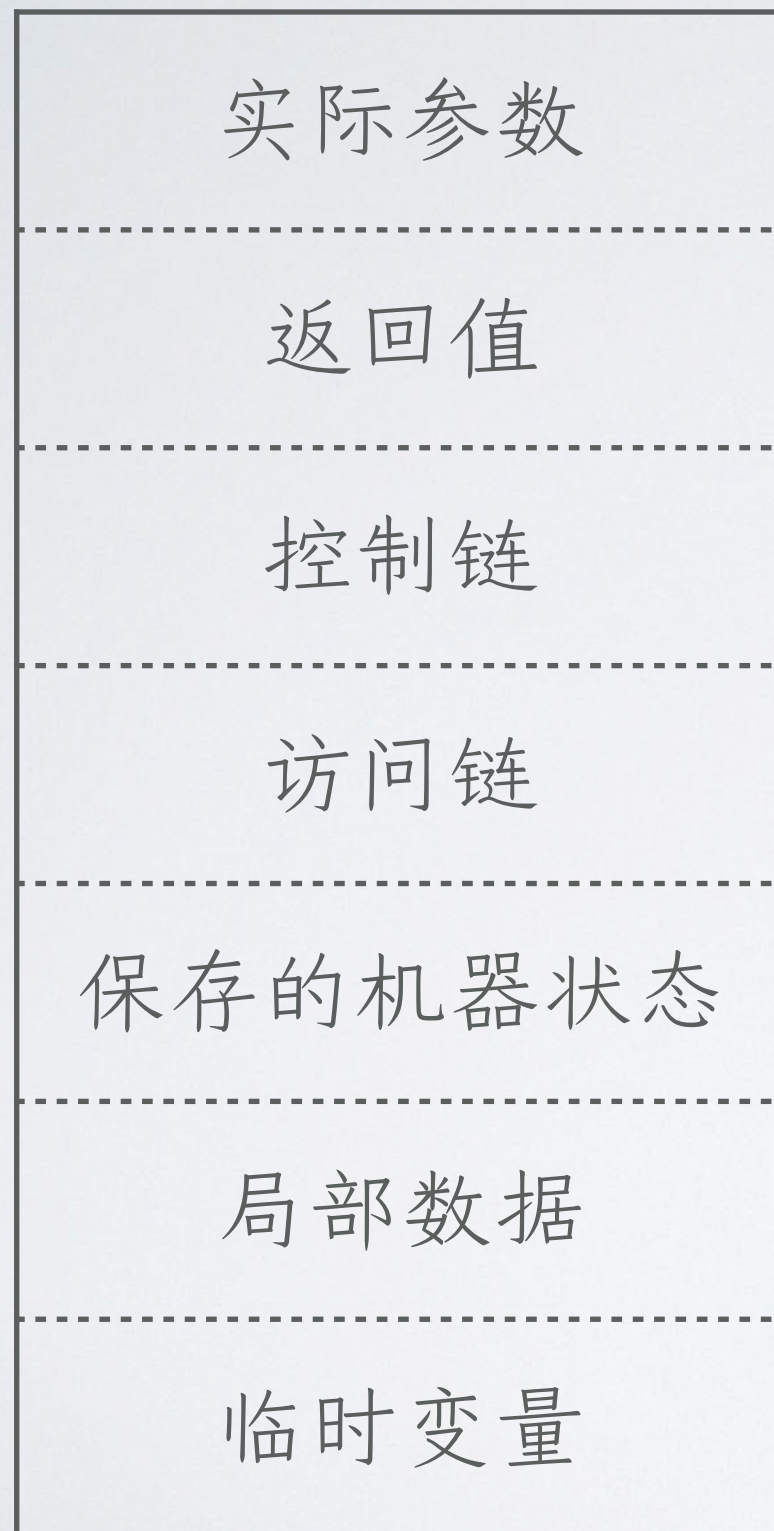 实际参数
返回值
控制链
访问链
保存的机器状态
局部数据
临时变量